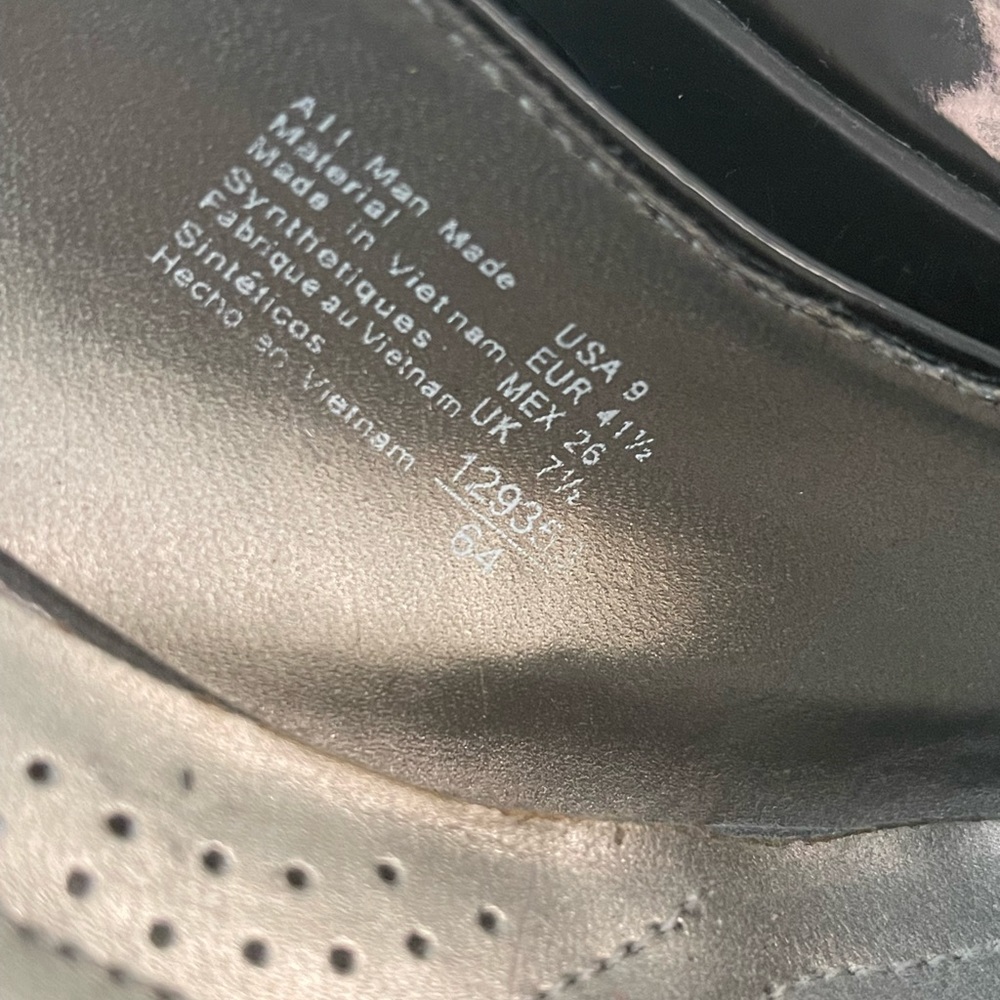 All Man Made
Material
Made in Vietnam
Synthetiques
Fabrique au Vietnam
Sintéticos
Hecho en Vietnam
USA 9
EUR 41½
MEX 26
UK 7½
64